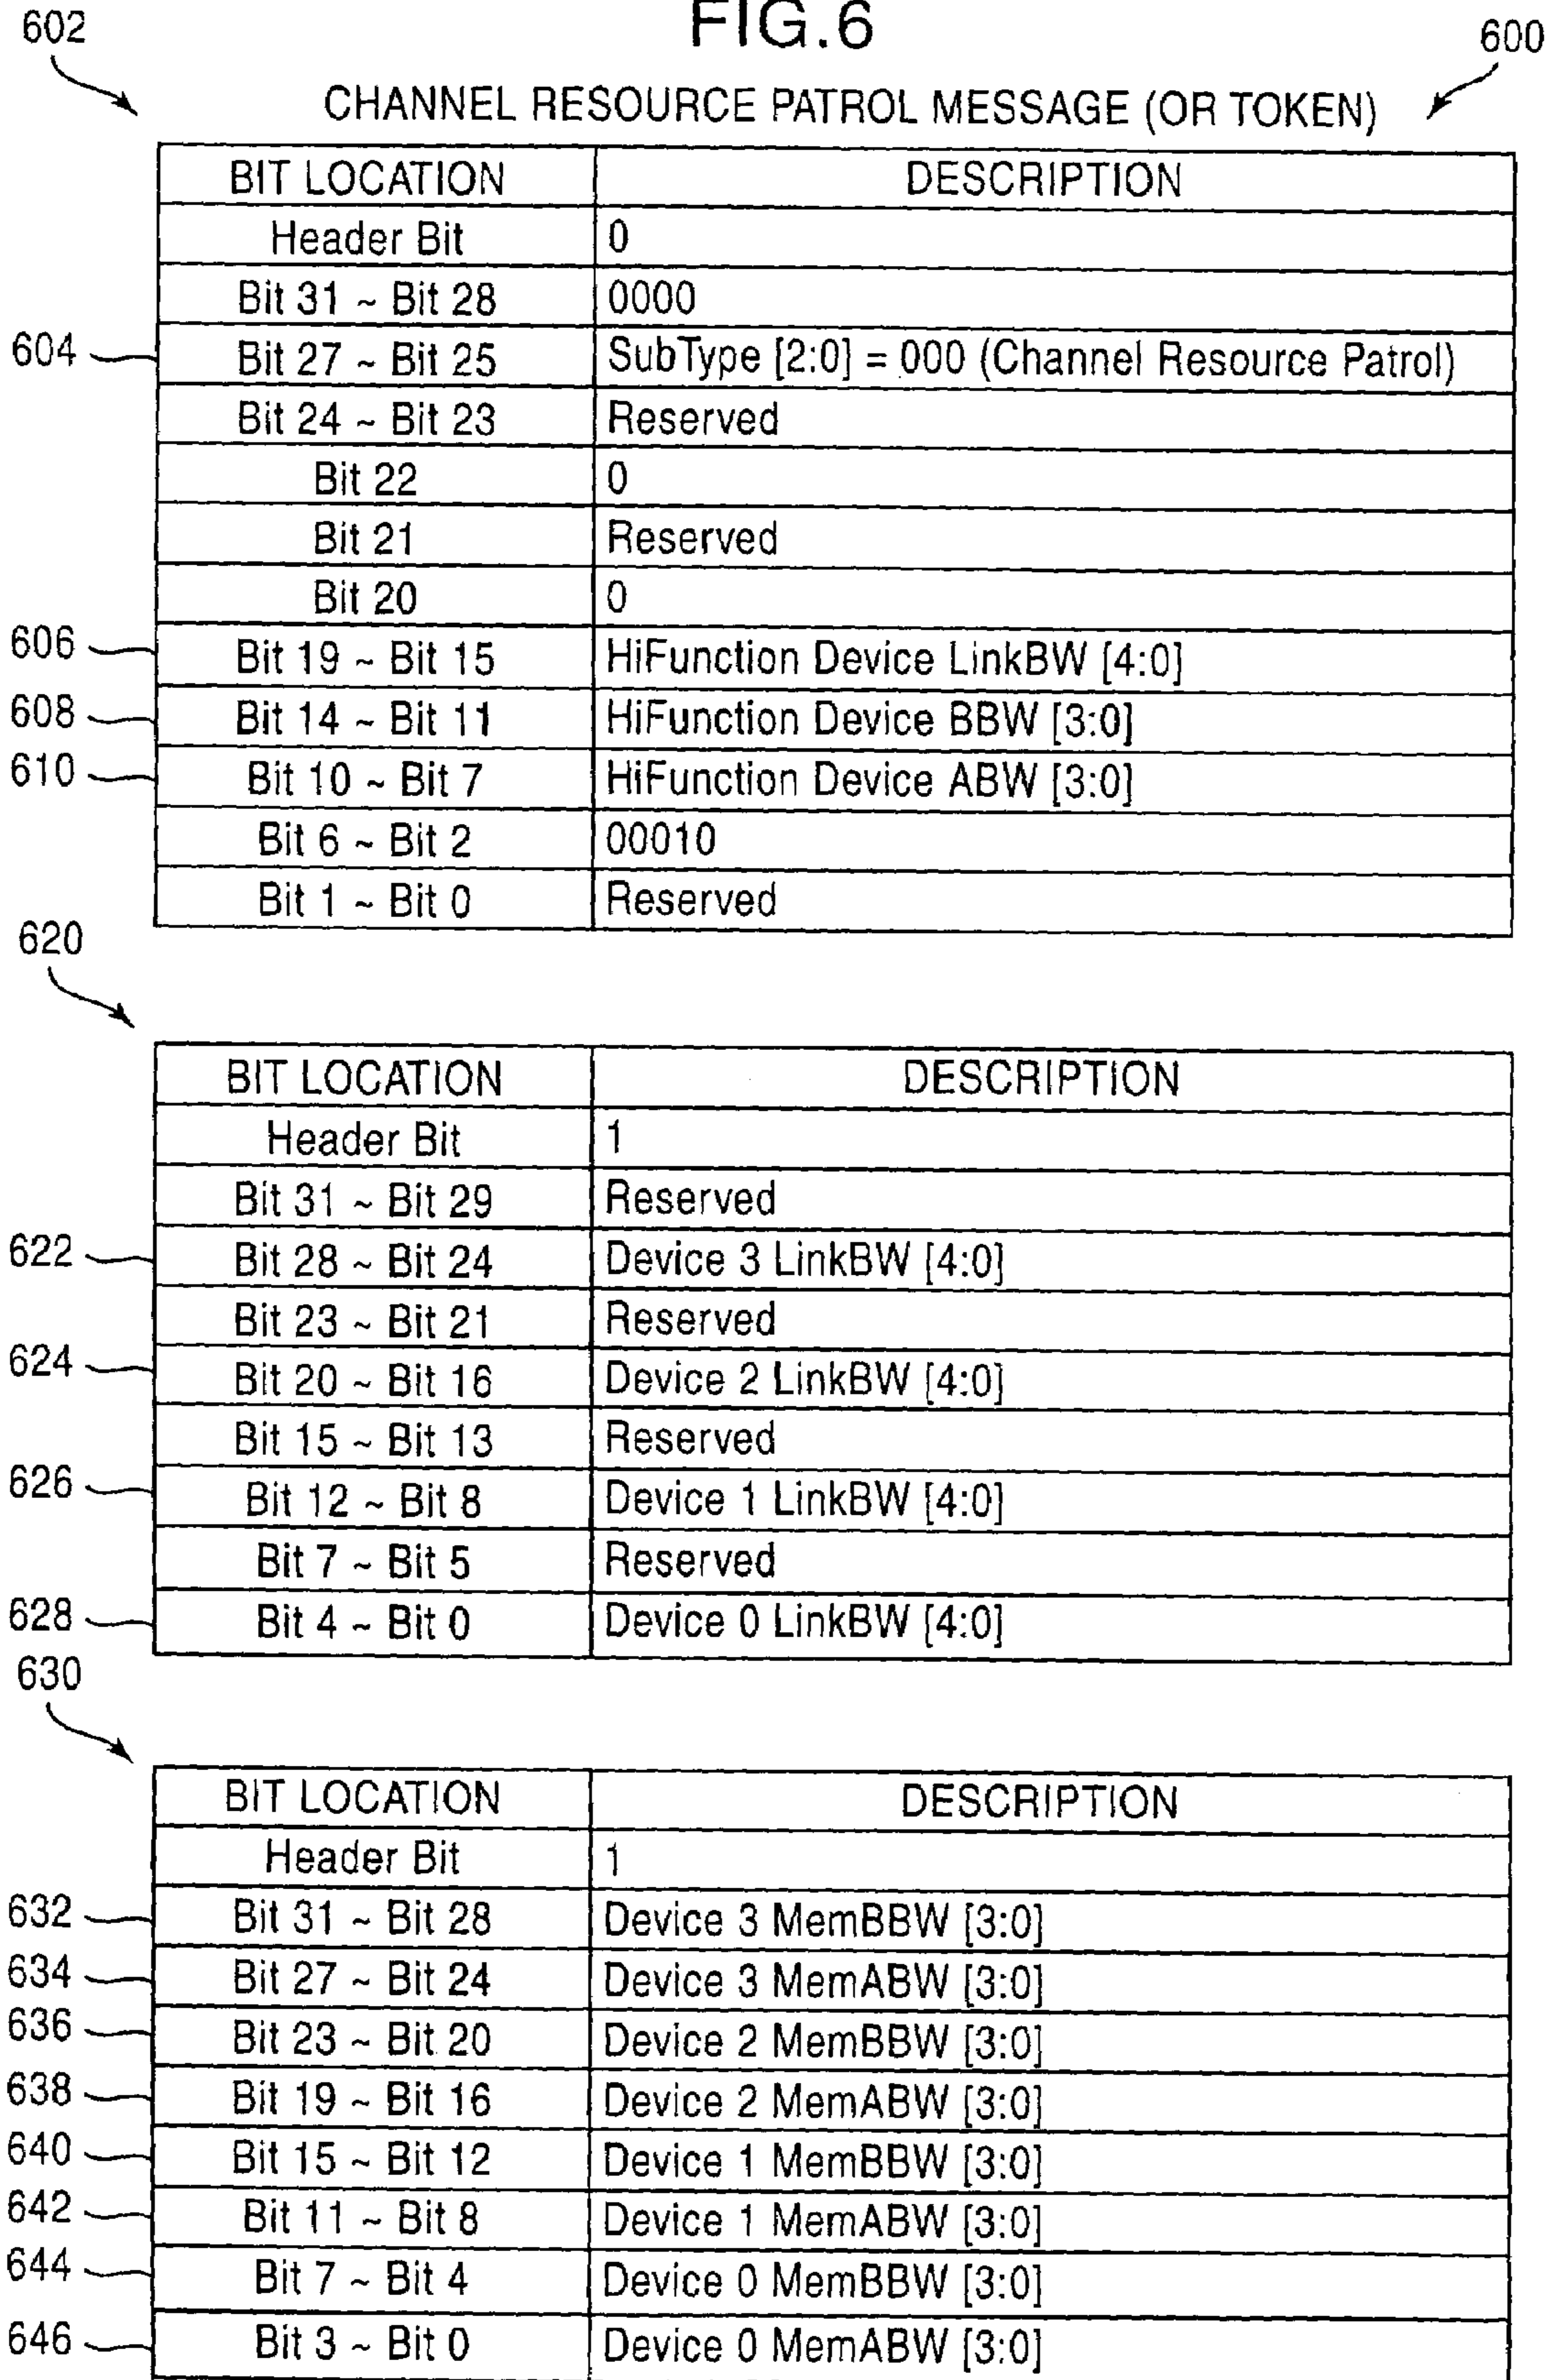 FIG.6
602
600
CHANNEL RESOURCE PATROL MESSAGE (OR TOKEN)
BIT LOCATION DESCRIPTION
Header Bit 0
Bit 31 ~ Bit 28 0000
604 Bit 27 ~ Bit 25 SubType [2:0] = 000 (Channel Resource Patrol)
Bit 24 ~ Bit 23 Reserved
Bit 22 0
Bit 21 Reserved
Bit 20 0
606 Bit 19 ~ Bit 15 HiFunction Device LinkBW [4:0]
608 Bit 14 ~ Bit 11 HiFunction Device BBW [3:0]
610 Bit 10 ~ Bit 7 HiFunction Device ABW [3:0]
Bit 6 ~ Bit 2 00010
Bit 1 ~ Bit 0 Reserved
620
BIT LOCATION DESCRIPTION
Header Bit 1
Bit 31 ~ Bit 29 Reserved
622 Bit 28 ~ Bit 24 Device 3 LinkBW [4:0]
Bit 23 ~ Bit 21 Reserved
624 Bit 20 ~ Bit 16 Device 2 LinkBW [4:0]
Bit 15 ~ Bit 13 Reserved
626 Bit 12 ~ Bit 8 Device 1 LinkBW [4:0]
Bit 7 ~ Bit 5 Reserved
628 Bit 4 ~ Bit 0 Device 0 LinkBW [4:0]
630
BIT LOCATION DESCRIPTION
Header Bit 1
632 Bit 31 ~ Bit 28 Device 3 MemBBW [3:0]
634 Bit 27 ~ Bit 24 Device 3 MemABW [3:0]
636 Bit 23 ~ Bit 20 Device 2 MemBBW [3:0]
638 Bit 19 ~ Bit 16 Device 2 MemABW [3:0]
640 Bit 15 ~ Bit 12 Device 1 MemBBW [3:0]
642 Bit 11 ~ Bit 8 Device 1 MemABW [3:0]
644 Bit 7 ~ Bit 4 Device 0 MemBBW [3:0]
646 Bit 3 ~ Bit 0 Device 0 MemABW [3:0]